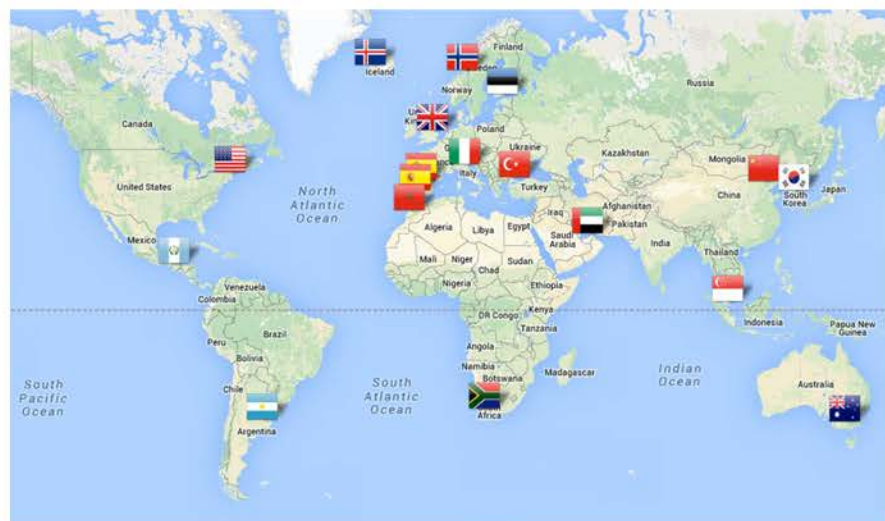 Iceland
Finland
Norway
Russia
Canada
Poland
Ukraine
Kazakhstan
Mongolia
Italy
United States
North
Atlantic
Ocean
Turkey
China
South
Korea
Japan
Afghanistan
Iraq
Pakistan
Algeria
Libya
Egypt
Saudi
Arabia
India
Mexico
Mali
Niger
Chad
Sudan
Thailand
Nigeria
Ethiopia
Venezuela
Colombia
Kenya
DR Congo
Indonesia
Papua New
Guinea
Tanzania
Brazil
Peru
Angola
Bolivia
Namibia
Madagascar
Botswana
Indian
Ocean
South
Pacific
Ocean
Chile
South
Atlantic
Ocean
Australia
Africa
Argentina